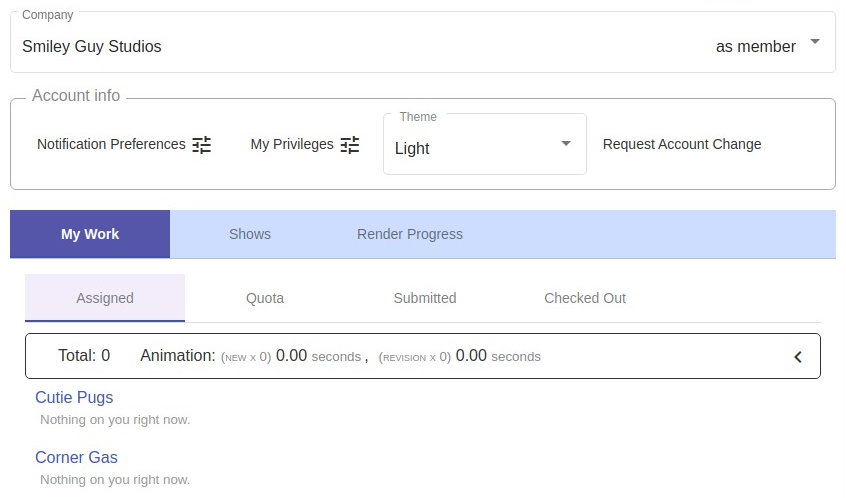 Company
Smiley Guy Studios as member
Account info
Notification Preferences My Privileges Theme Light Request Account Change
My Work Shows Render Progress
Assigned Quota Submitted Checked Out
Total: 0 Animation: (NEW X 0) 0.00 seconds , (REVISION X 0) 0.00 seconds
Cutie Pugs
Nothing on you right now.
Corner Gas
Nothing on you right now.